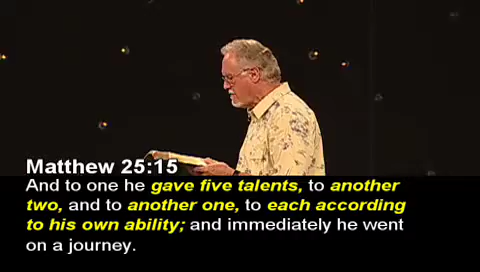 Matthew 25:15
And to one he gave five talents, to another
two, and to another one, to each according
to his own ability; and immediately he went
on a journey.